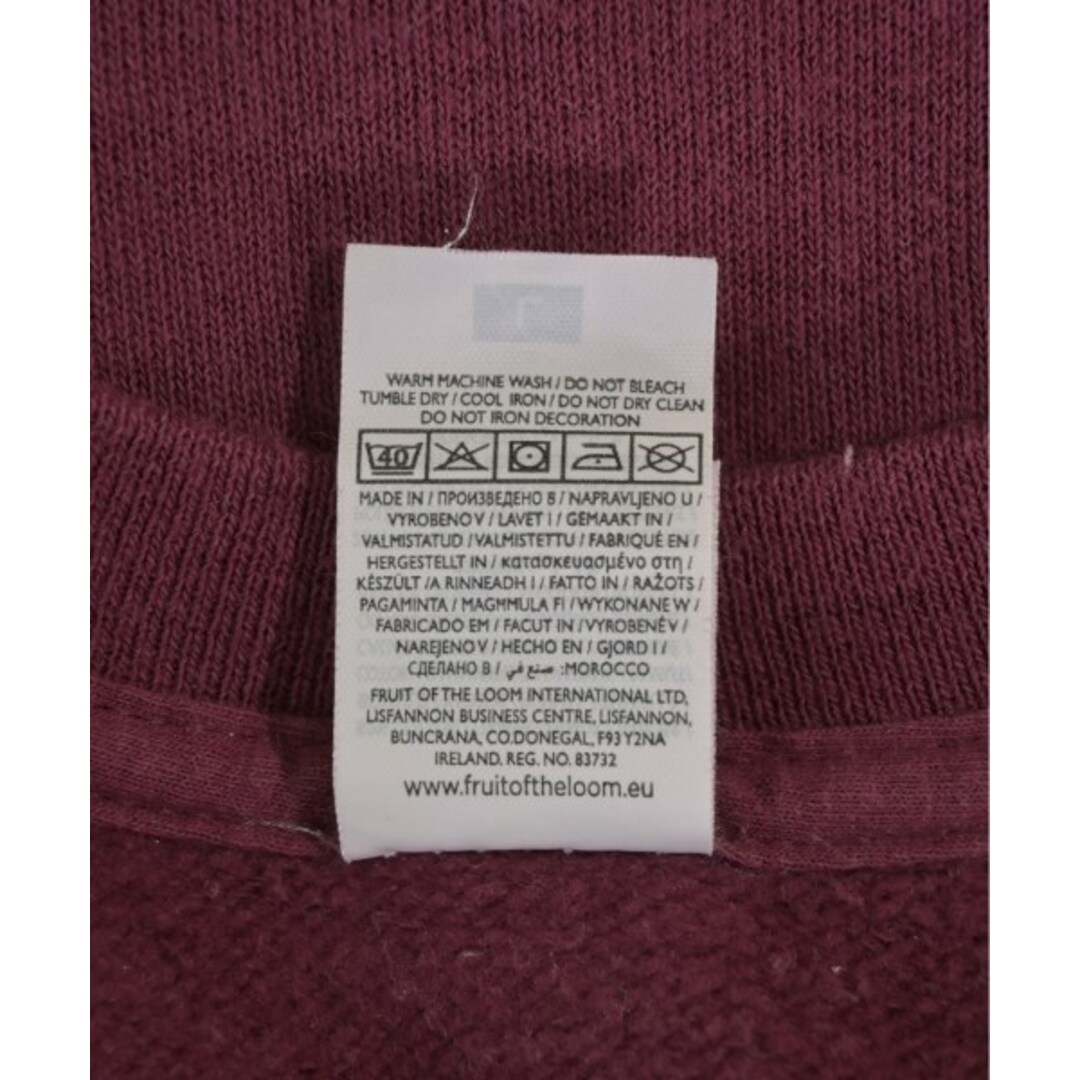 WARM MACHINE WASH / DO NOT BLEACH
TUMBLE DRY / COOL IRON / DO NOT DRY CLEAN
DO NOT IRON DECORATION
40
MADE IN / ПРОИЗВЕДЕНО В / NAPRAVLJENO U /
VYROBENO V / LAVET I / GEMAAKT IN /
VALMISTATUD / VALMISTETTU / FABRIQUÉ EN /
HERGESTELLT IN / κατασκευασμένο στη /
KÉSZÜLT /A RINNEADH I / FATTO IN / RAŽOTS /
PAGAMINTA / MAGHMULA FI / WYKONANE W /
FABRICADO EM / FACUT IN / VYROBENÉ V /
NAREJENO V / HECHO EN / GJORD I /
СДЕЛАНО В / صنع في :MOROCCO
FRUIT OF THE LOOM INTERNATIONAL LTD,
LISFANNON BUSINESS CENTRE, LISFANNON,
BUNCRANA, CO.DONEGAL, F93 Y2NA
IRELAND. REG. NO. 83732
www.fruitoftheloom.eu